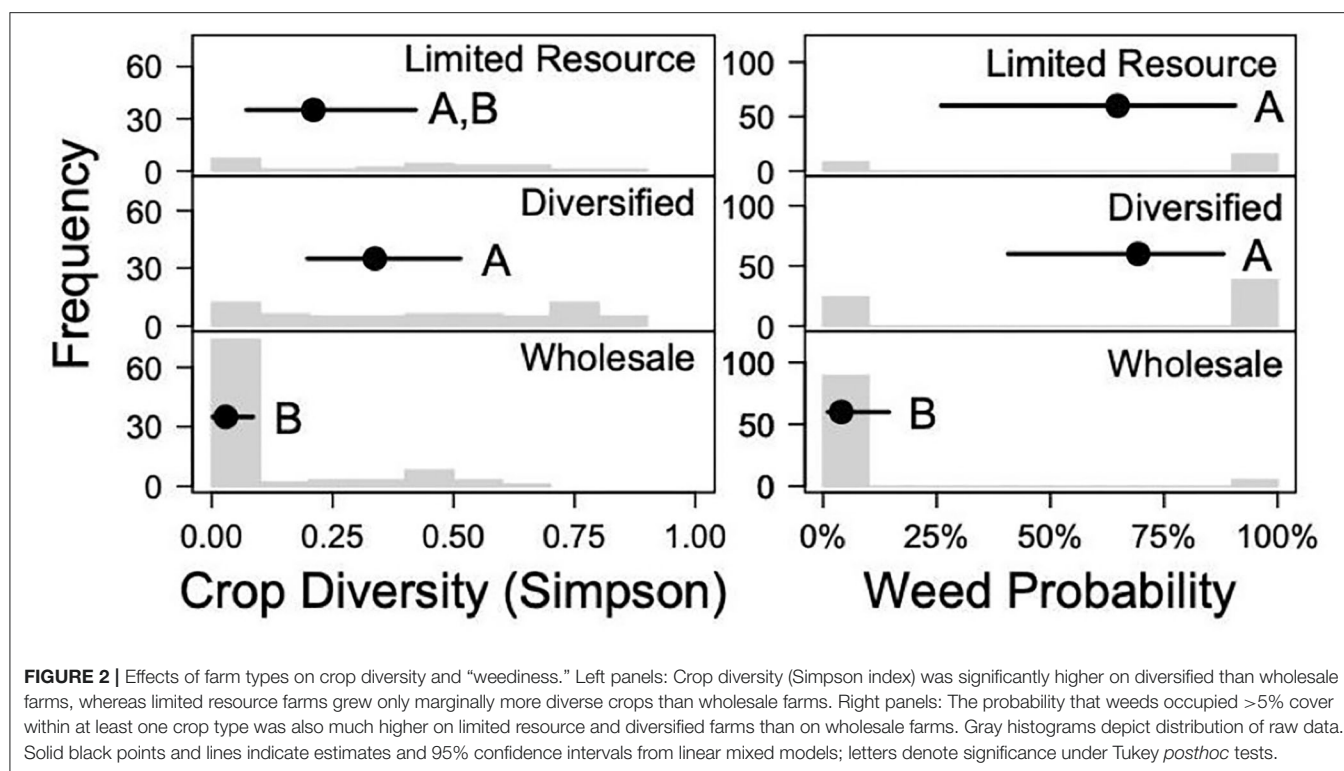 Frequency
60
30
0
Limited Resource
A,B
60
30
0
Diversified
A
60
30
0
Wholesale
B
0.00 0.25 0.50 0.75 1.00
Crop Diversity (Simpson)
100
50
0
Limited Resource
A
100
50
0
Diversified
A
100
50
0
Wholesale
B
0% 25% 50% 75% 100%
Weed Probability
FIGURE 2 | Effects of farm types on crop diversity and “weediness.” Left panels: Crop diversity (Simpson index) was significantly higher on diversified than wholesale
farms, whereas limited resource farms grew only marginally more diverse crops than wholesale farms. Right panels: The probability that weeds occupied >5% cover
within at least one crop type was also much higher on limited resource and diversified farms than on wholesale farms. Gray histograms depict distribution of raw data.
Solid black points and lines indicate estimates and 95% confidence intervals from linear mixed models; letters denote significance under Tukey posthoc tests.